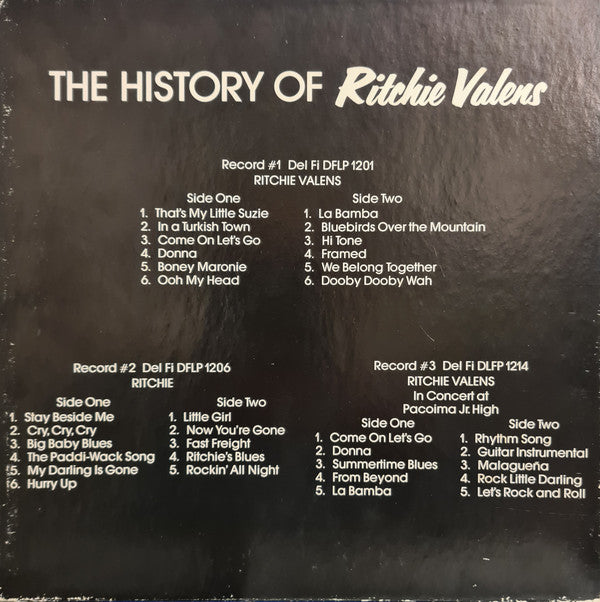 THE HISTORY OF Ritchie Valens
Record #1 Del Fi DFLP 1201
RITCHIE VALENS
Side One
1. That's My Little Suzie
2. In a Turkish Town
3. Come On Let's Go
4. Donna
5. Boney Maronie
6. Ooh My Head
Side Two
1. La Bamba
2. Bluebirds Over the Mountain
3. Hi Tone
4. Framed
5. We Belong Together
6. Dooby Dooby Wah
Record #2 Del Fi DFLP 1206
RITCHIE
Side One
1. Stay Beside Me
2. Cry, Cry, Cry
3. Big Baby Blues
4. The Paddi-Wack Song
5. My Darling Is Gone
6. Hurry Up
Side Two
1. Little Girl
2. Now You're Gone
3. Fast Freight
4. Ritchie's Blues
5. Rockin' All Night
Record #3 Del Fi DLFP 1214
RITCHIE VALENS
In Concert at
Pacoima Jr. High
Side One
1. Come On Let's Go
2. Donna
3. Summertime Blues
4. From Beyond
5. La Bamba
Side Two
1. Rhythm Song
2. Guitar Instrumental
3. Malagueña
4. Rock Little Darling
5. Let's Rock and Roll